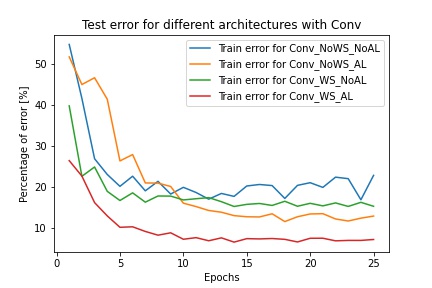 Test error for different architectures with Conv
Train error for Conv_NoWS_NoAL
Train error for Conv_NoWS_AL
Train error for Conv_WS_NoAL
Train error for Conv_WS_AL
Percentage of error [%]
50
40
30
20
10
0 5 10 15 20 25
Epochs